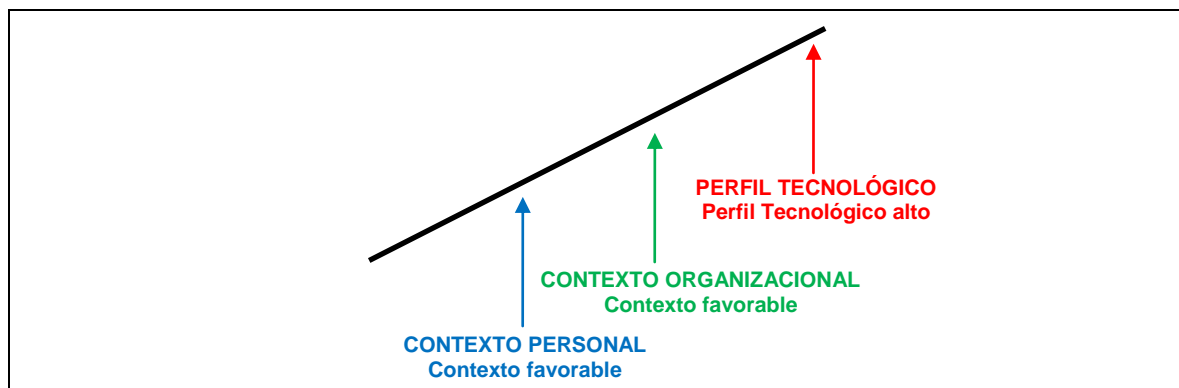 PERFIL TECNOLÓGICO
Perfil Tecnológico alto
CONTEXTO ORGANIZACIONAL
Contexto favorable
CONTEXTO PERSONAL
Contexto favorable